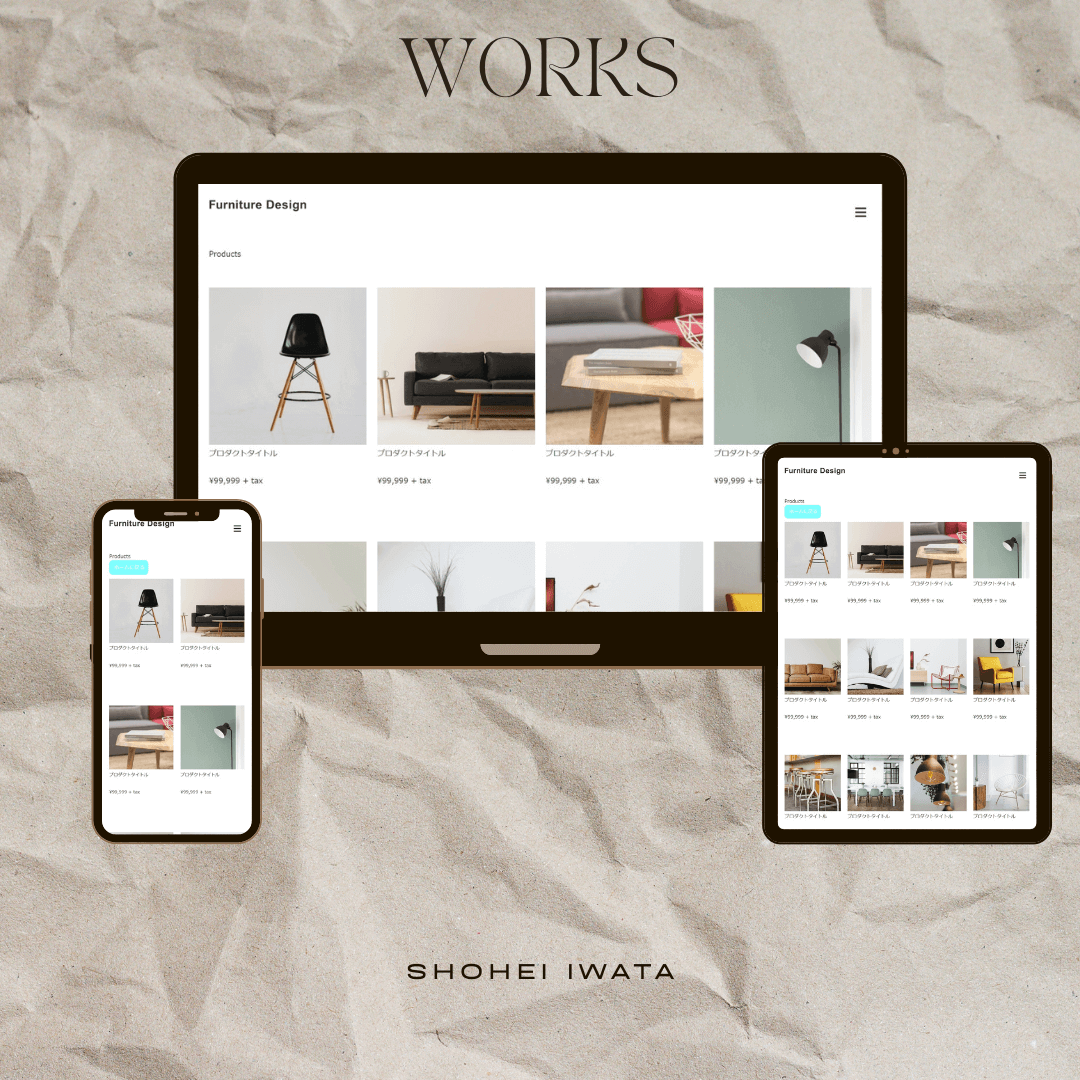 WORKS
Furniture Design
Products
プロダクトタイトル プロダクトタイトル プロダクトタイトル プロダクト
¥99,999 + tax ¥99,999 + tax ¥99,999 + tax ¥99,999 + ta
Furniture Design
Products
プロダクトタイトル プロダクトタイトル
¥99,999 + tax ¥99,999 + tax
プロダクトタイトル プロダクトタイトル
¥99,999 + tax ¥99,999 + tax
Furniture Design
Products
プロダクトタイトル プロダクトタイトル プロダクトタイトル プロダクトタイトル
¥99,999 + tax ¥99,999 + tax ¥99,999 + tax ¥99,999 + tax
プロダクトタイトル プロダクトタイトル プロダクトタイトル プロダクトタイトル
¥99,999 + tax ¥99,999 + tax ¥99,999 + tax ¥99,999 + tax
プロダクトタイトル プロダクトタイトル プロダクトタイトル プロダクトタイトル
SHOHEI IWATA